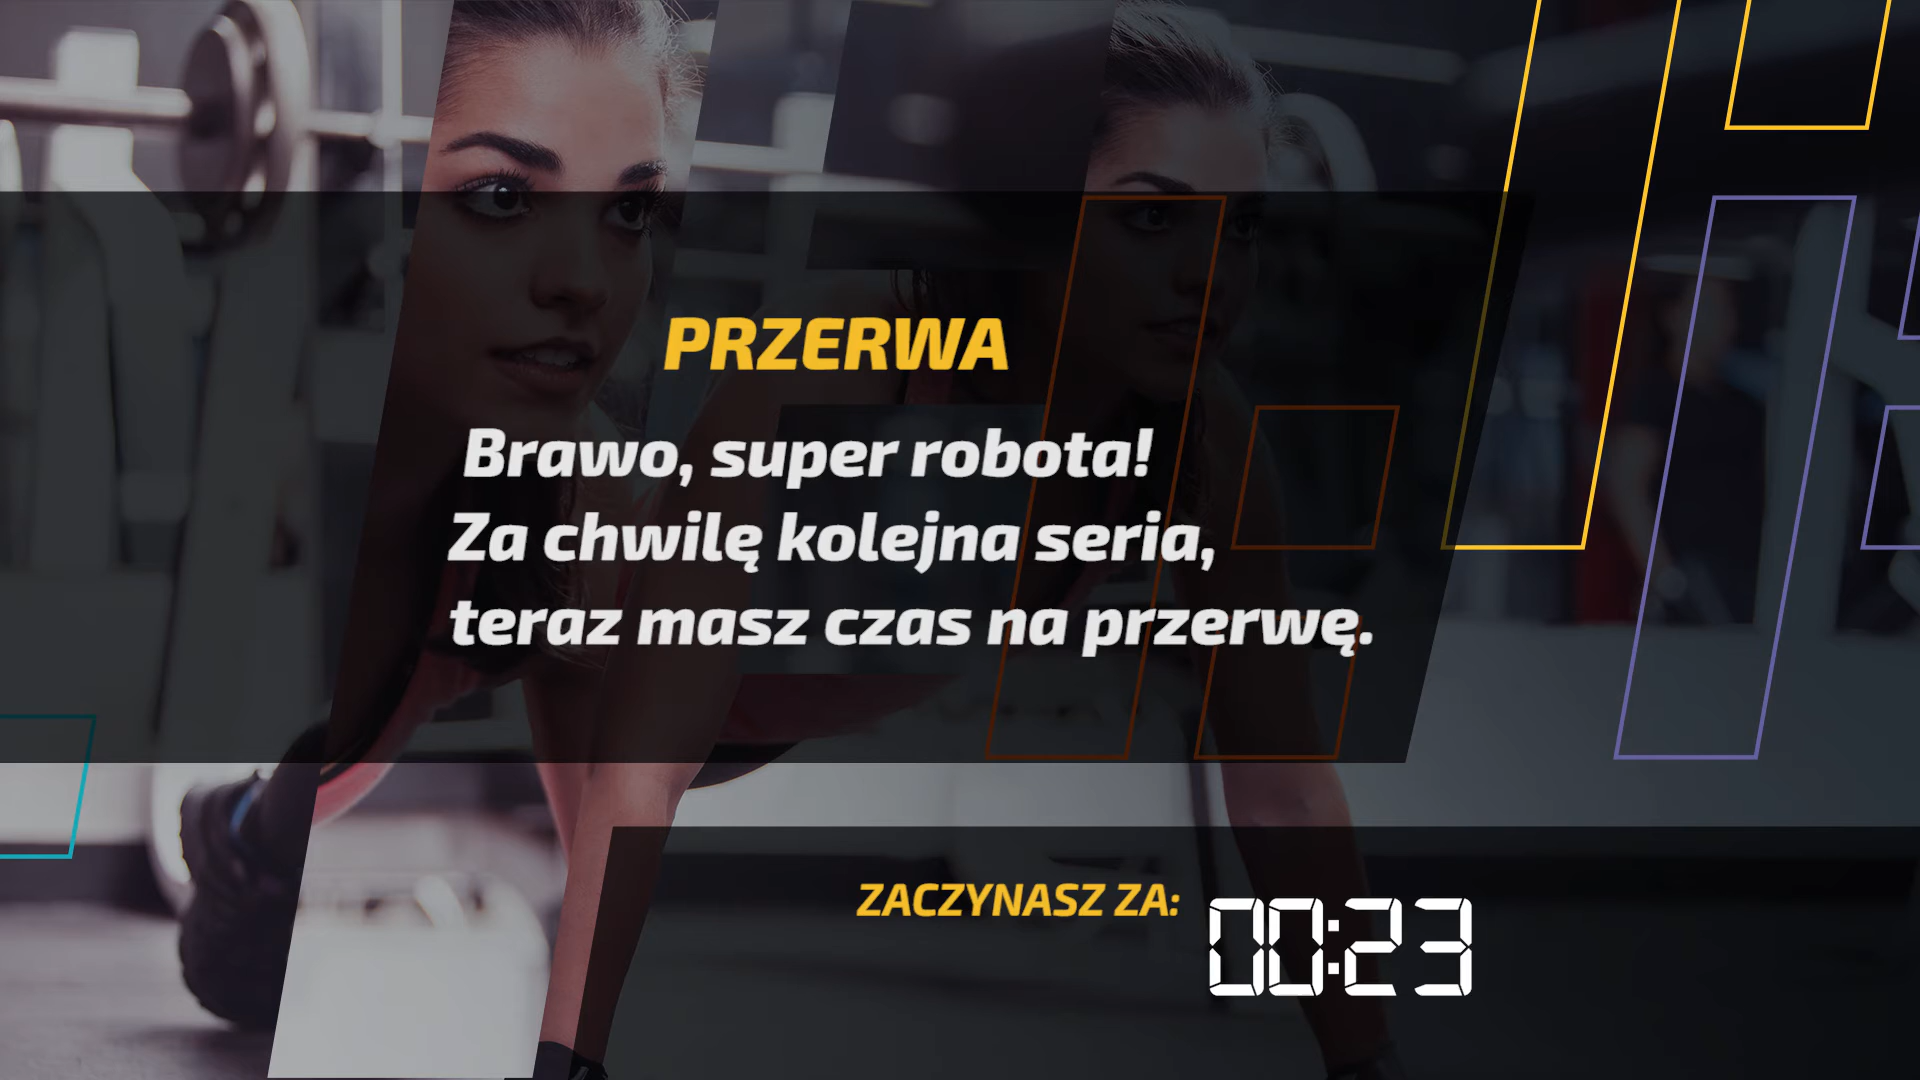 PRZERWA
Brawo, super robota!
Za chwilę kolejna seria,
teraz masz czas na przerwę.
ZACZYNASZ ZA: 00:23